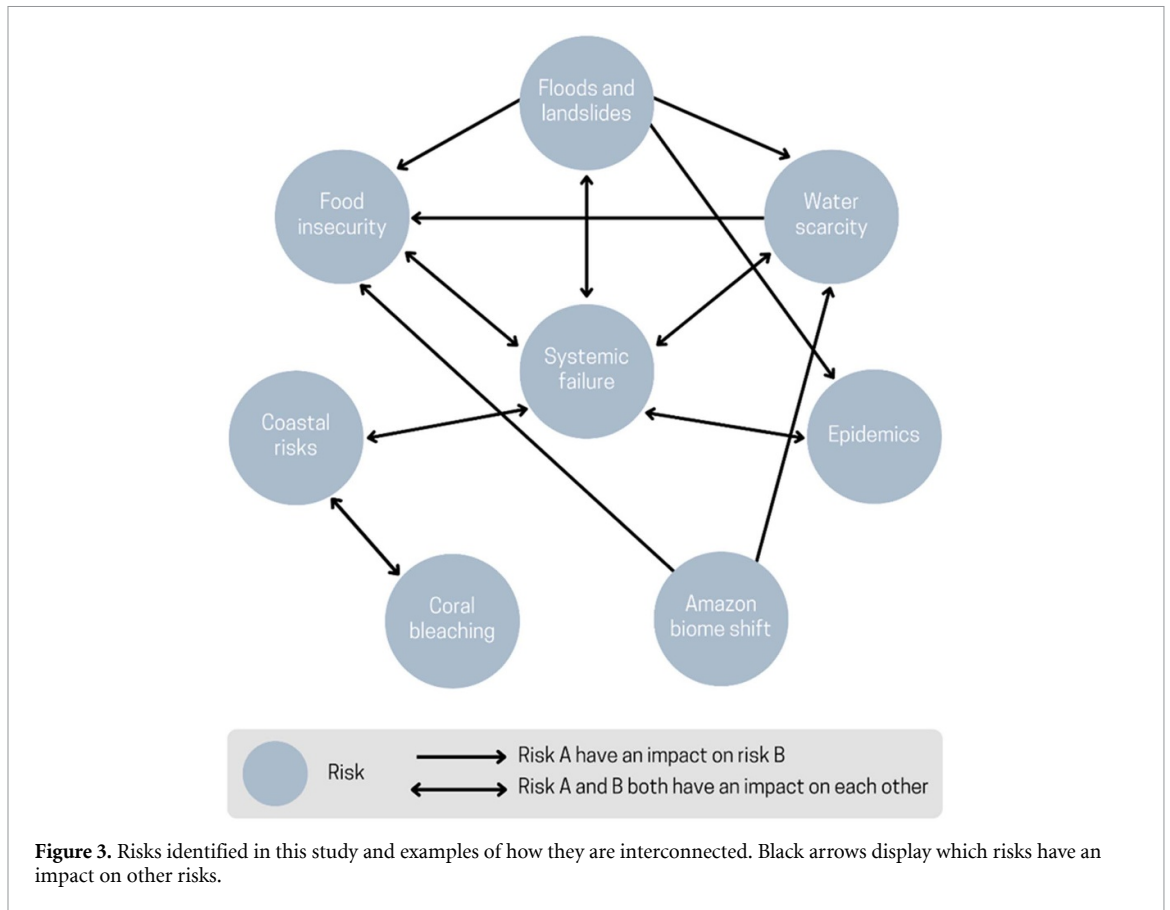 Floods and
landslides
Food
insecurity
Water
scarcity
Systemic
failure
Coastal
risks
Epidemics
Coral
bleaching
Amazon
biome shift
Risk
Risk A have an impact on risk B
Risk A and B both have an impact on each other
Figure 3. Risks identified in this study and examples of how they are interconnected. Black arrows display which risks have an
impact on other risks.